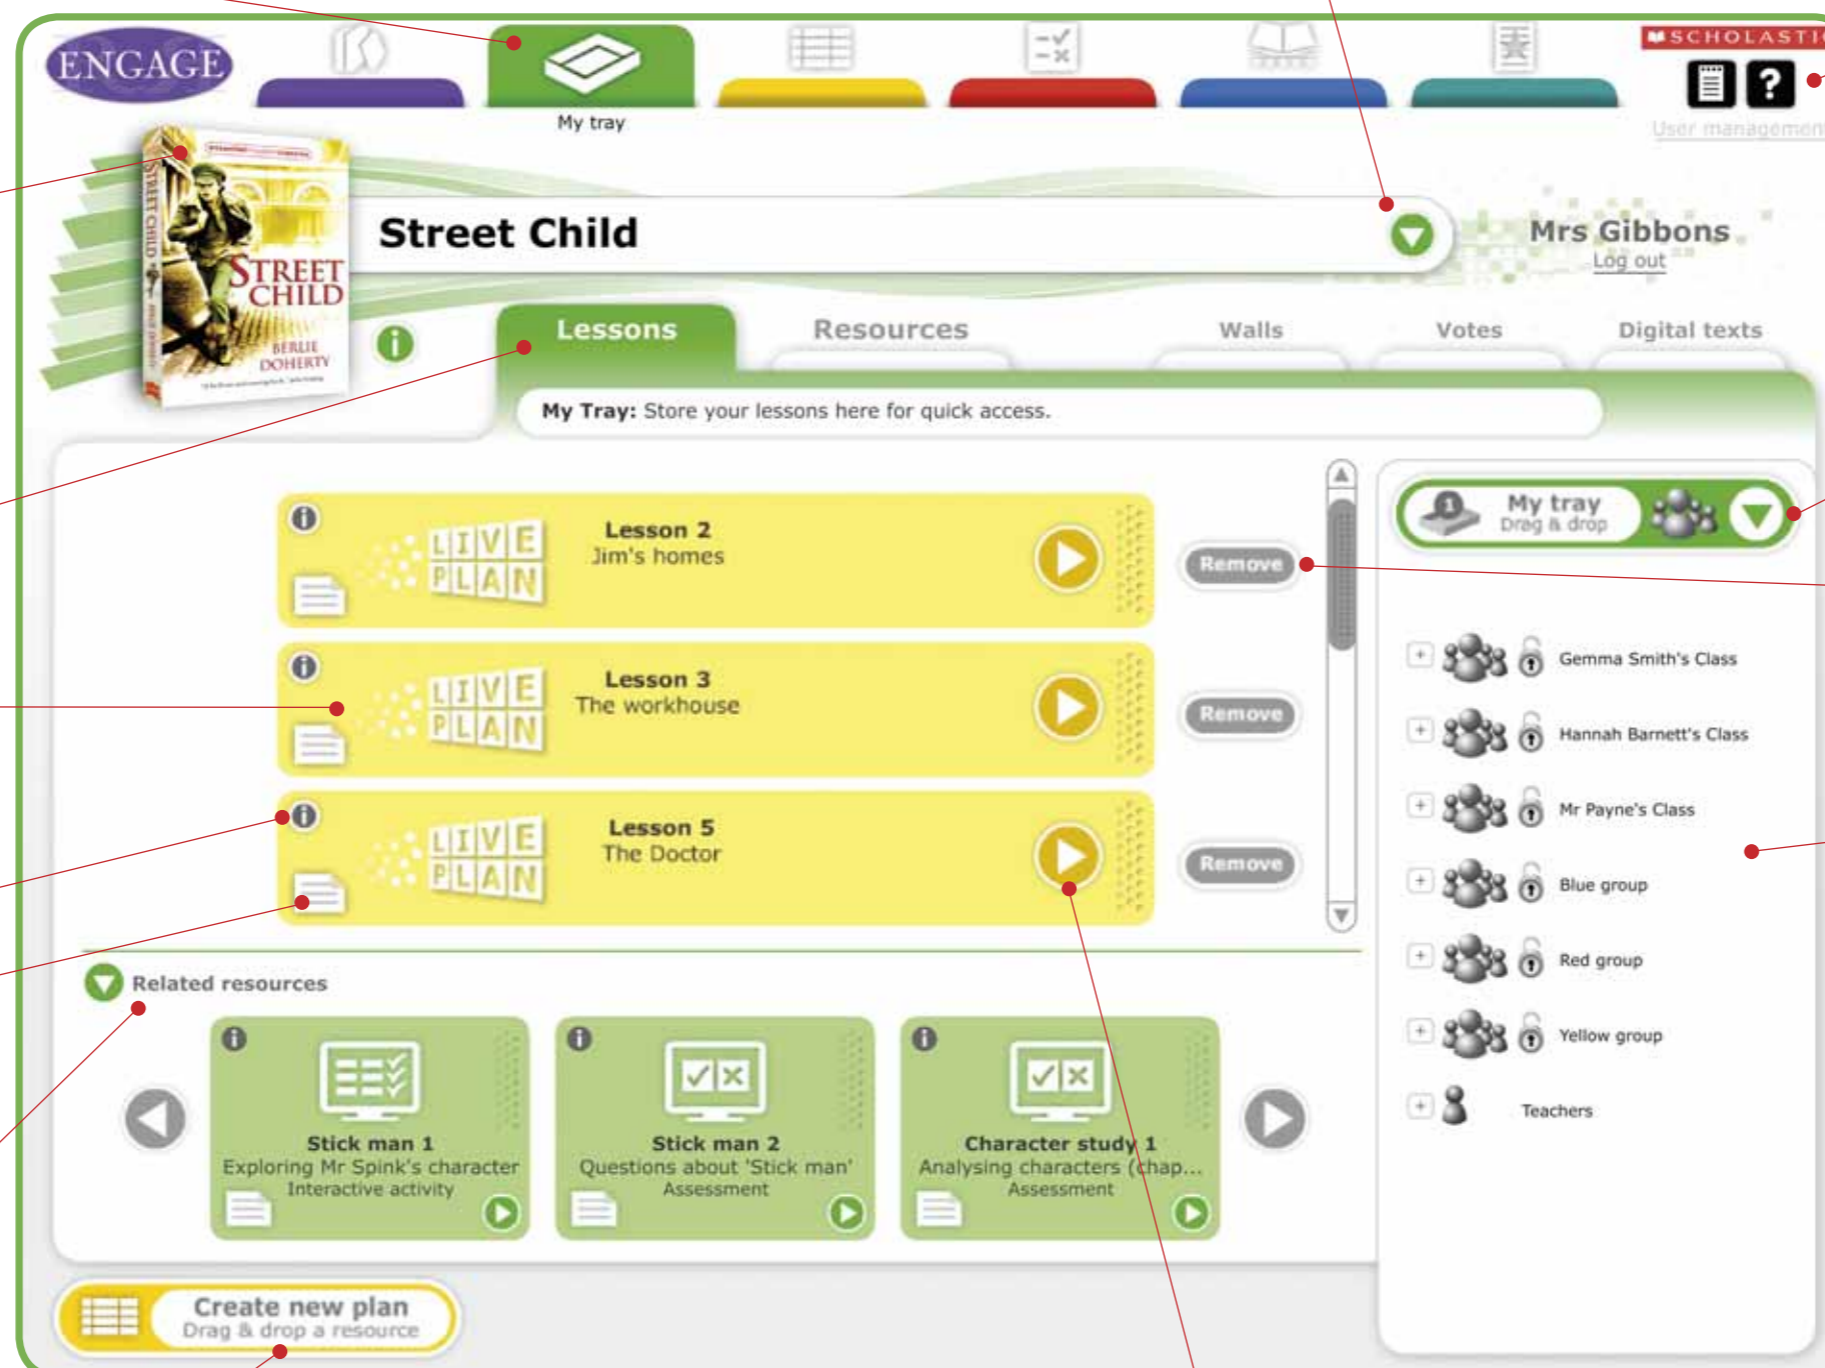 ENGAGE
SCHOLASTIC
My tray
User management
STREET CHILD
STREET
CHILD
BERLIE
DOHERTY
Street Child
Mrs Gibbons
Log out
Lessons
Resources
Walls
Votes
Digital texts
My Tray: Store your lessons here for quick access.
LIVE
PLAN
Lesson 2
Jim's homes
Remove
LIVE
PLAN
Lesson 3
The workhouse
Remove
LIVE
PLAN
Lesson 5
The Doctor
Remove
1
My tray
Drag & drop
Gemma Smith's Class
Hannah Barnett's Class
Mr Payne's Class
Blue group
Red group
Yellow group
Teachers
Related resources
Stick man 1
Exploring Mr Spink's character
Interactive activity
Stick man 2
Questions about 'Stick man'
Assessment
Character study 1
Analysing characters (chap...
Assessment
Create new plan
Drag & drop a resource